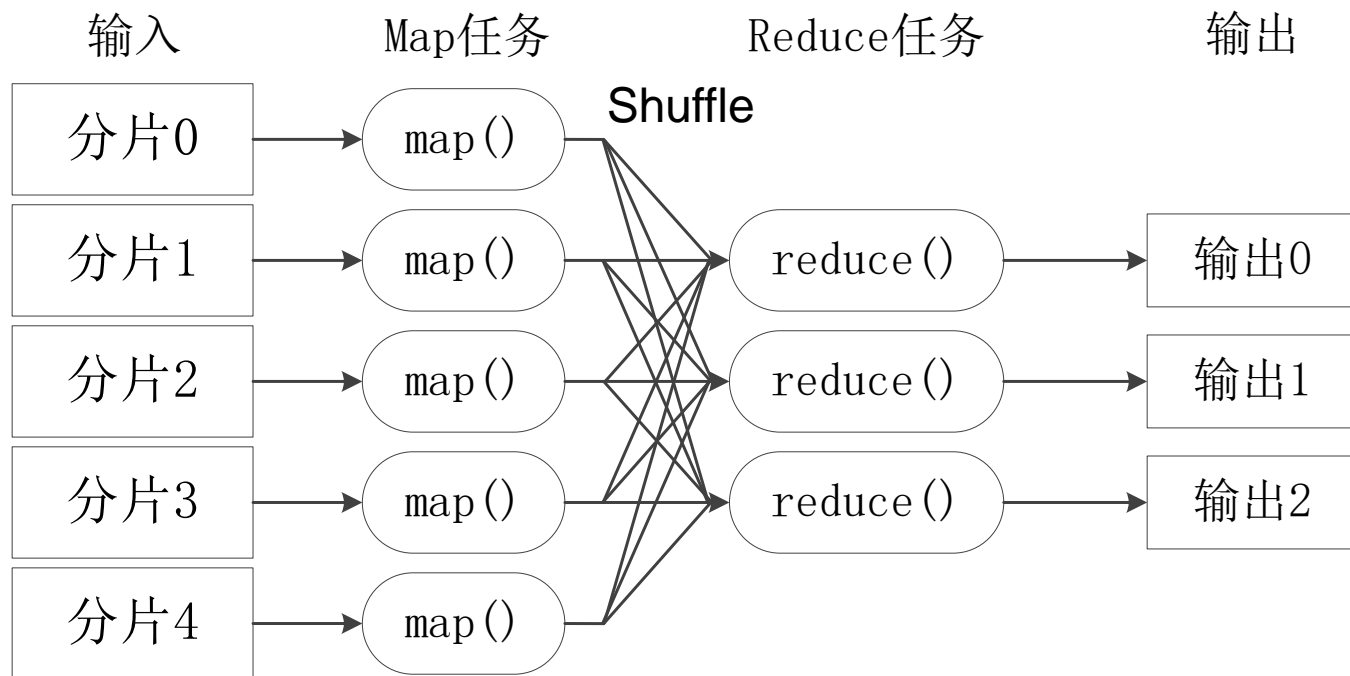 输入 Map任务 Reduce任务 输出
Shuffle
分片0 map()
分片1 map() reduce() 输出0
分片2 map() reduce() 输出1
分片3 map() reduce() 输出2
分片4 map()